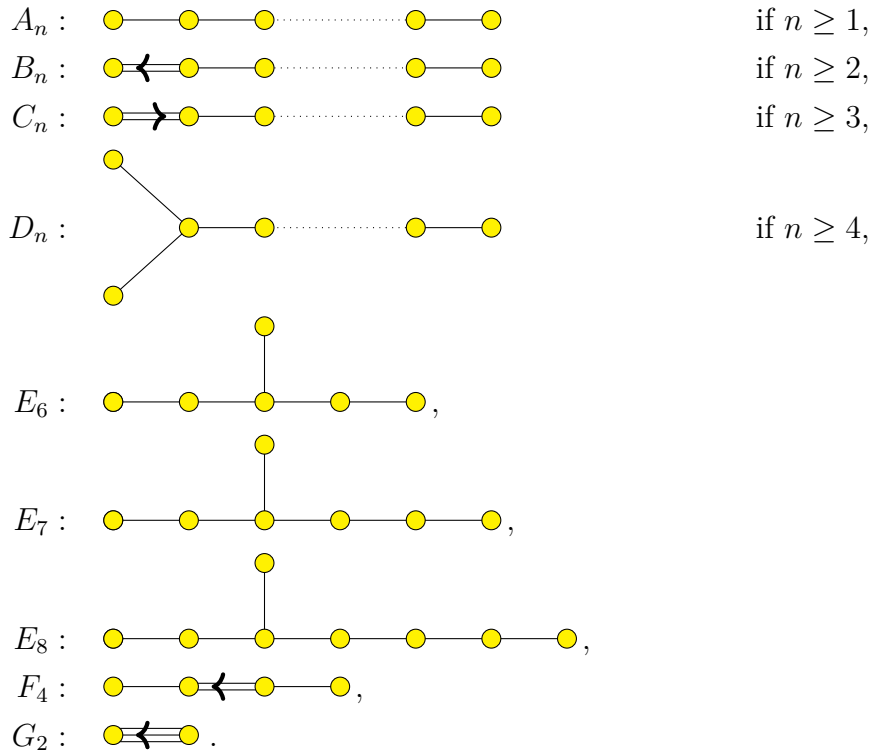 A_n : if n ≥ 1,
B_n : if n ≥ 2,
C_n : if n ≥ 3,
D_n : if n ≥ 4,
E_6 : ,
E_7 : ,
E_8 : ,
F_4 : ,
G_2 : .